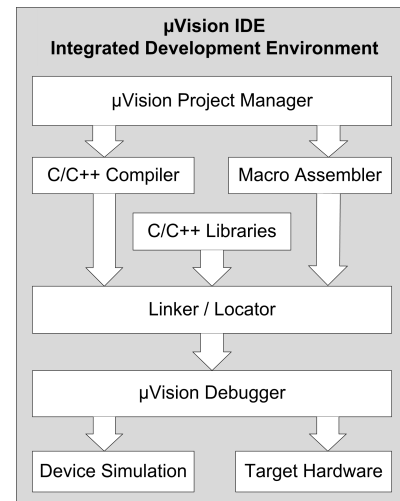 µVision IDE
Integrated Development Environment
µVision Project Manager
C/C++ Compiler
Macro Assembler
C/C++ Libraries
Linker / Locator
µVision Debugger
Device Simulation
Target Hardware